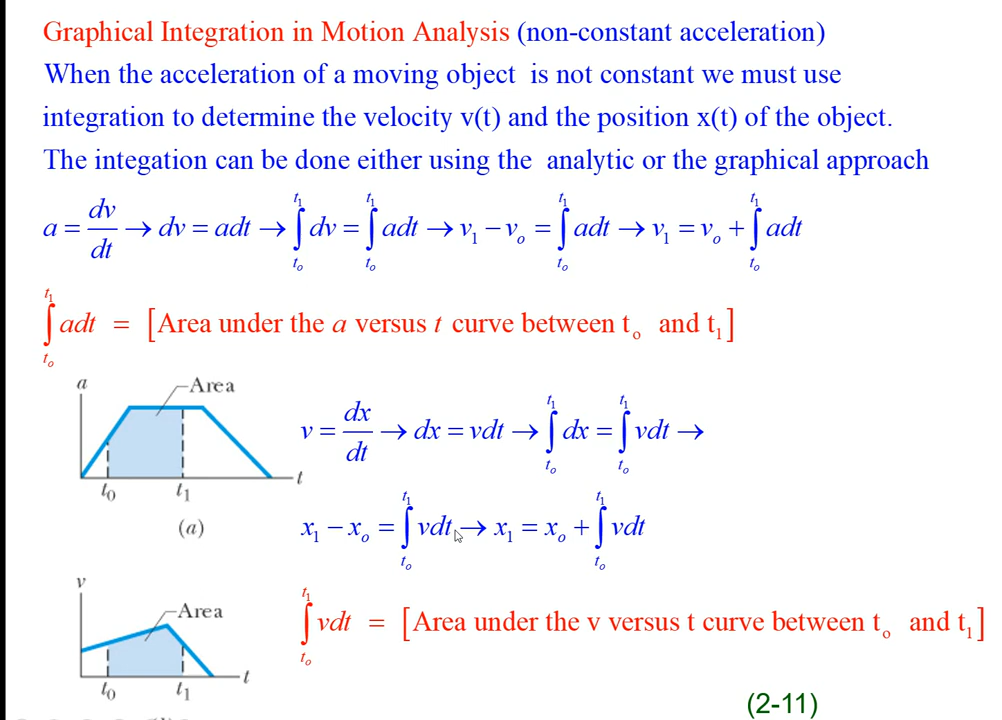 Graphical Integration in Motion Analysis (non-constant acceleration)
When the acceleration of a moving object is not constant we must use
integration to determine the velocity v(t) and the position x(t) of the object.
The integation can be done either using the analytic or the graphical approach
a = dv/dt → dv = adt → ∫_{t_o}^{t_1} dv = ∫_{t_o}^{t_1} adt → v_1 − v_o = ∫_{t_o}^{t_1} adt → v_1 = v_o + ∫_{t_o}^{t_1} adt
∫_{t_o}^{t_1} adt = [Area under the a versus t curve between t_o and t_1]
a
Area
t_0
t_1
t
(a)
v = dx/dt → dx = vdt → ∫_{t_o}^{t_1} dx = ∫_{t_o}^{t_1} vdt →
x_1 − x_o = ∫_{t_o}^{t_1} vdt → x_1 = x_o + ∫_{t_o}^{t_1} vdt
v
Area
t_0
t_1
t
∫_{t_o}^{t_1} vdt = [Area under the v versus t curve between t_o and t_1]
(2-11)